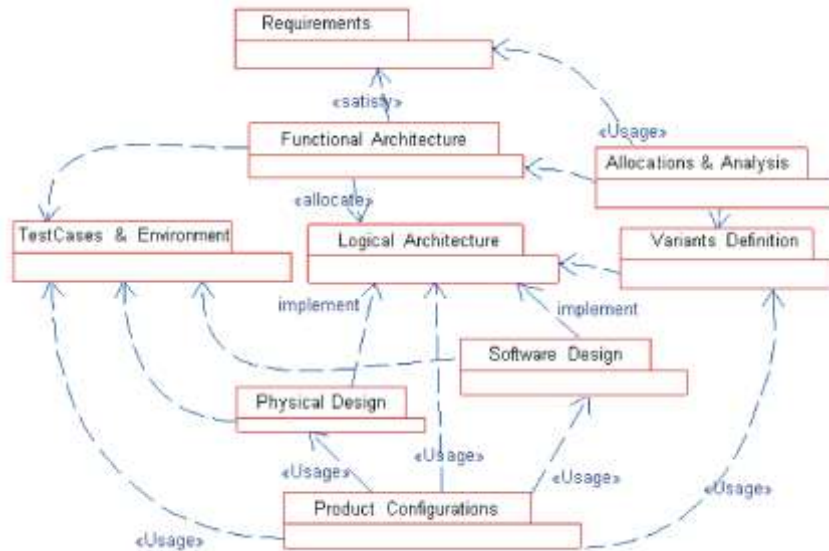 Requirements
«satisfy»
Functional Architecture
«Usage»
Allocations & Analysis
«allocate»
TestCases & Environment
Logical Architecture
Variants Definition
implement
implement
Software Design
Physical Design
«Usage»
«Usage»
«Usage»
«Usage»
Product Configurations
«Usage»